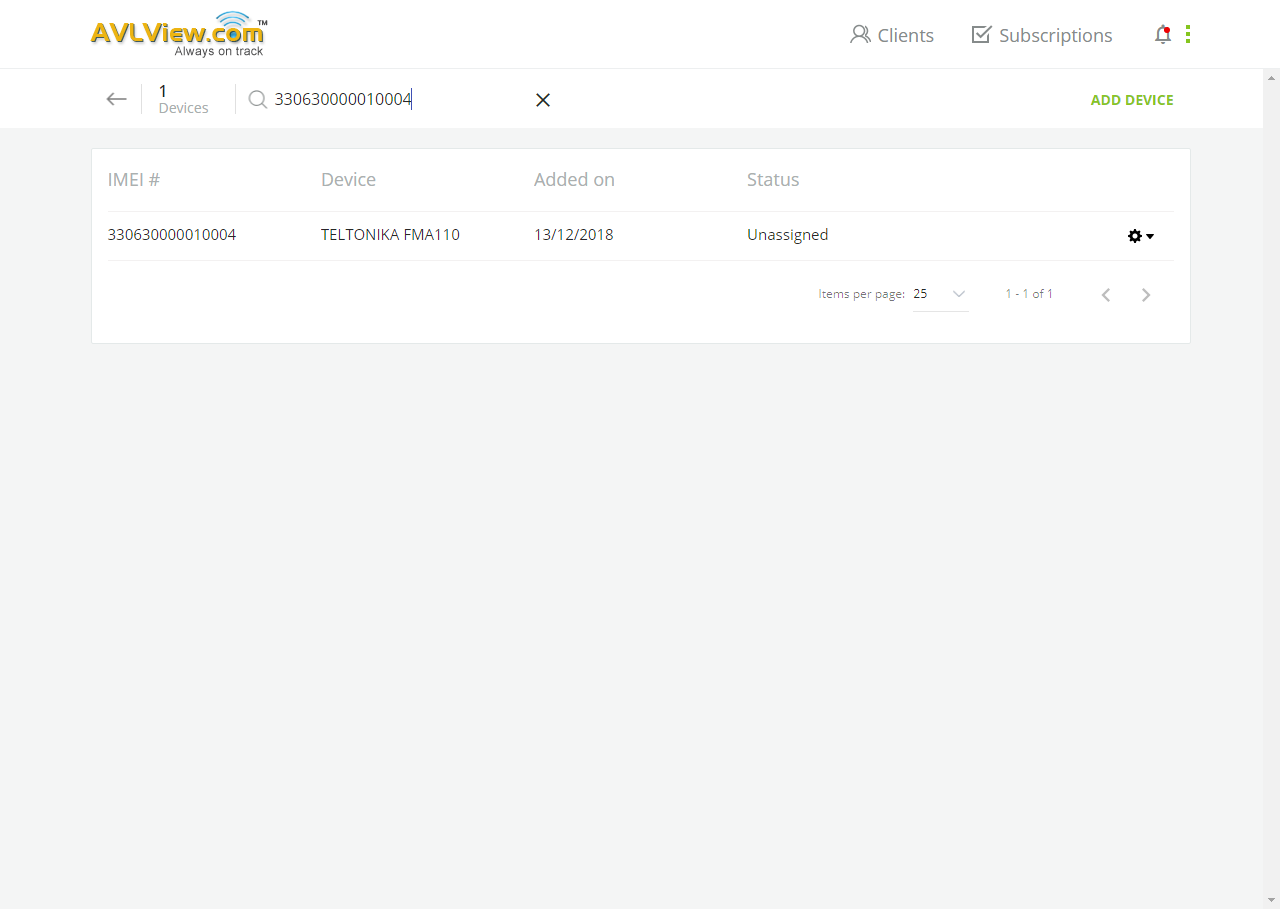 AVLView.com™
Always on track
Clients
Subscriptions
1
Devices
330630000010004
ADD DEVICE
IMEI # Device Added on Status
330630000010004 TELTONIKA FMA110 13/12/2018 Unassigned
Items per page: 25 1 - 1 of 1